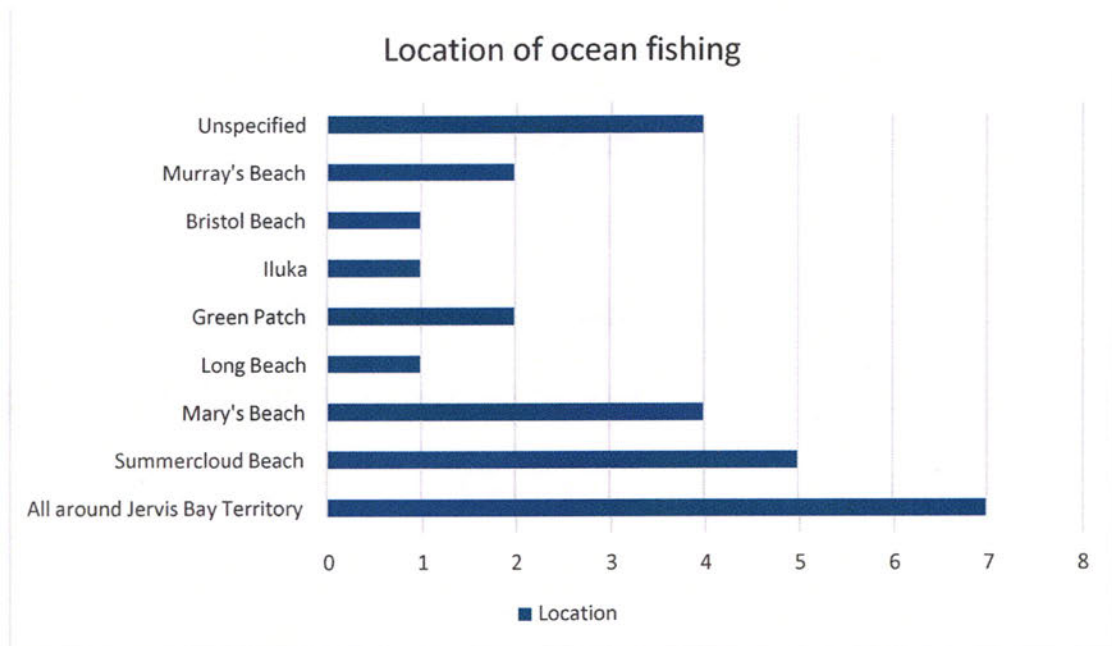 Location of ocean fishing
Unspecified
Murray's Beach
Bristol Beach
Iluka
Green Patch
Long Beach
Mary's Beach
Summercloud Beach
All around Jervis Bay Territory
0 1 2 3 4 5 6 7 8
Location